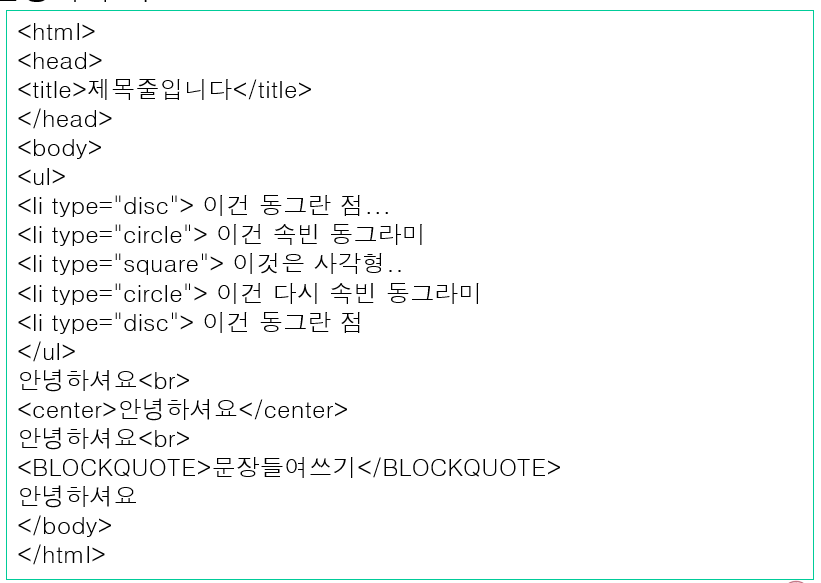 <html>
<head>
<title>제목줄입니다</title>
</head>
<body>
<ul>
<li type="disc"> 이건 동그란 점...
<li type="circle"> 이건 속빈 동그라미
<li type="square"> 이것은 사각형..
<li type="circle"> 이건 다시 속빈 동그라미
<li type="disc"> 이건 동그란 점
</ul>
안녕하셔요<br>
<center>안녕하셔요</center>
안녕하셔요<br>
<BLOCKQUOTE>문장들여쓰기</BLOCKQUOTE>
안녕하셔요
</body>
</html>